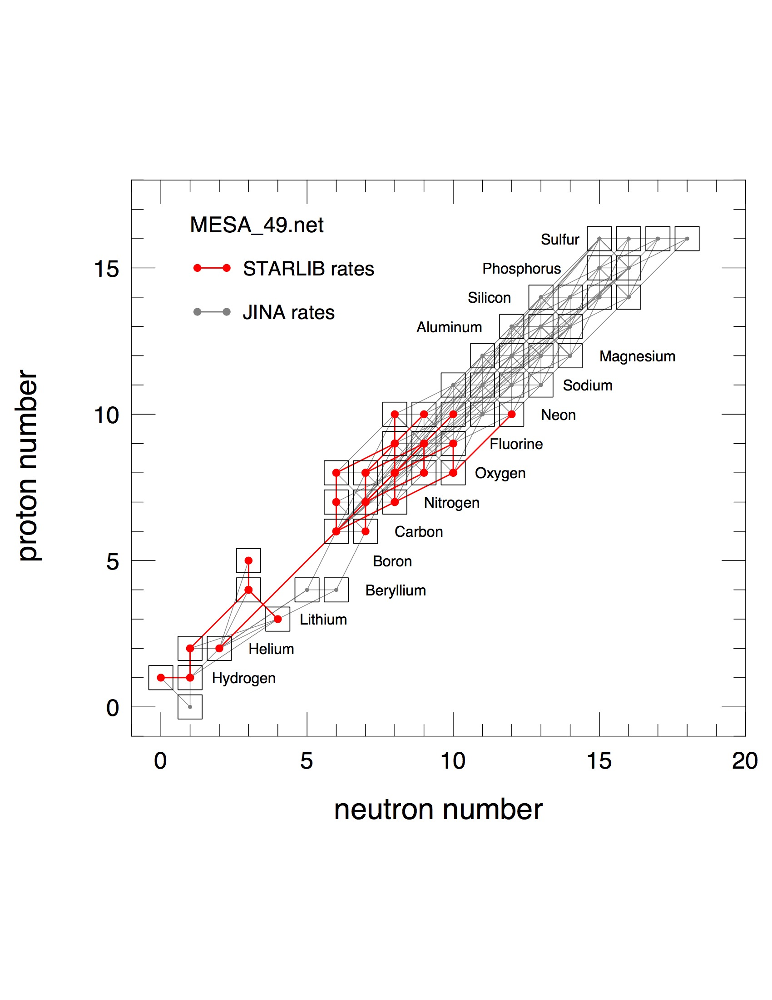 MESA_49.net
STARLIB rates
JINA rates
Sulfur
Phosphorus
Silicon
Aluminum
Magnesium
Sodium
Neon
Fluorine
Oxygen
Nitrogen
Carbon
Boron
Beryllium
Lithium
Helium
Hydrogen
15
10
5
0
proton number
0 5 10 15 20
neutron number